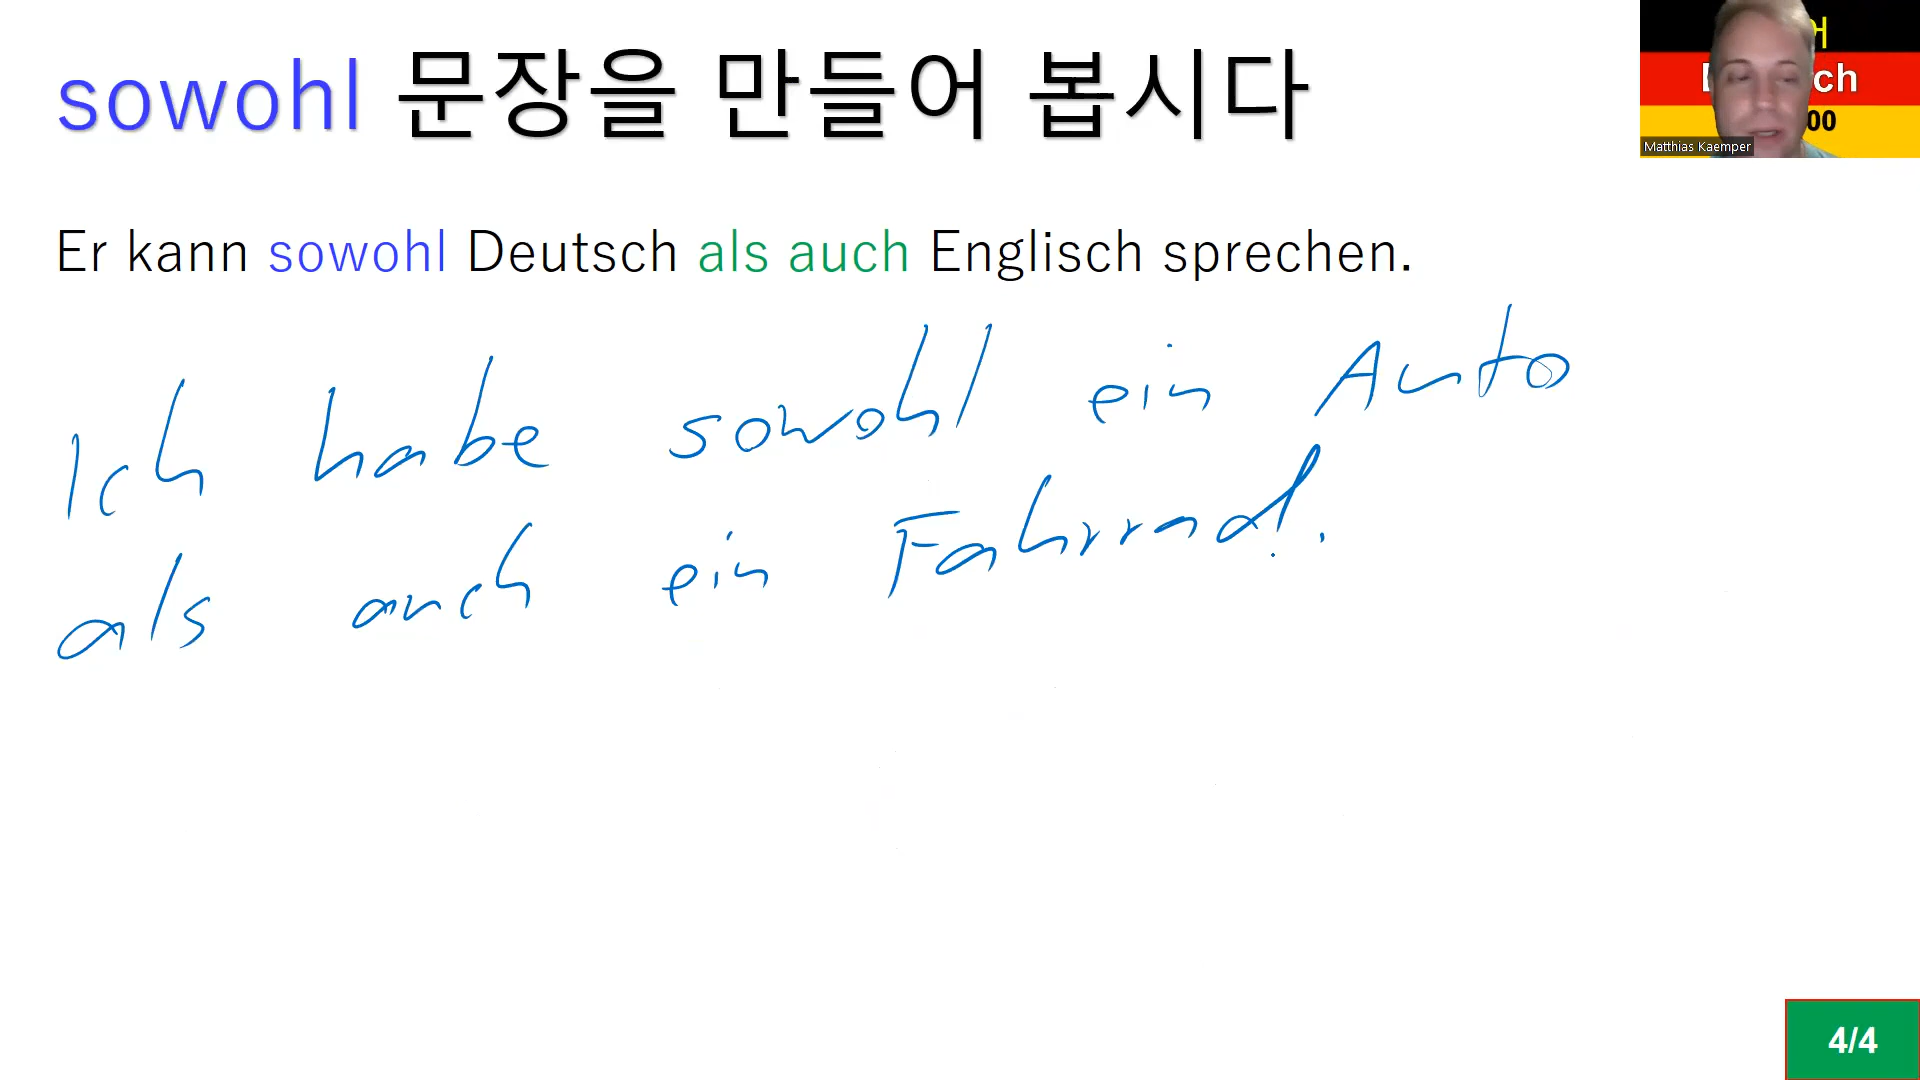 sowohl 문장을 만들어 봅시다
Matthias Kaemper
Er kann sowohl Deutsch als auch Englisch sprechen.
Ich habe sowohl ein Auto
als auch ein Fahrrad.
4/4